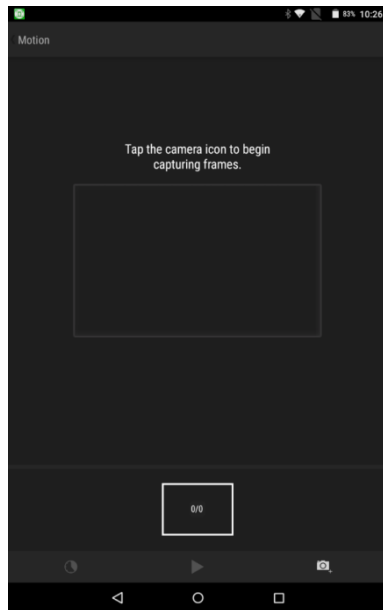 83% 10:26
Motion
Tap the camera icon to begin
capturing frames.
0/0